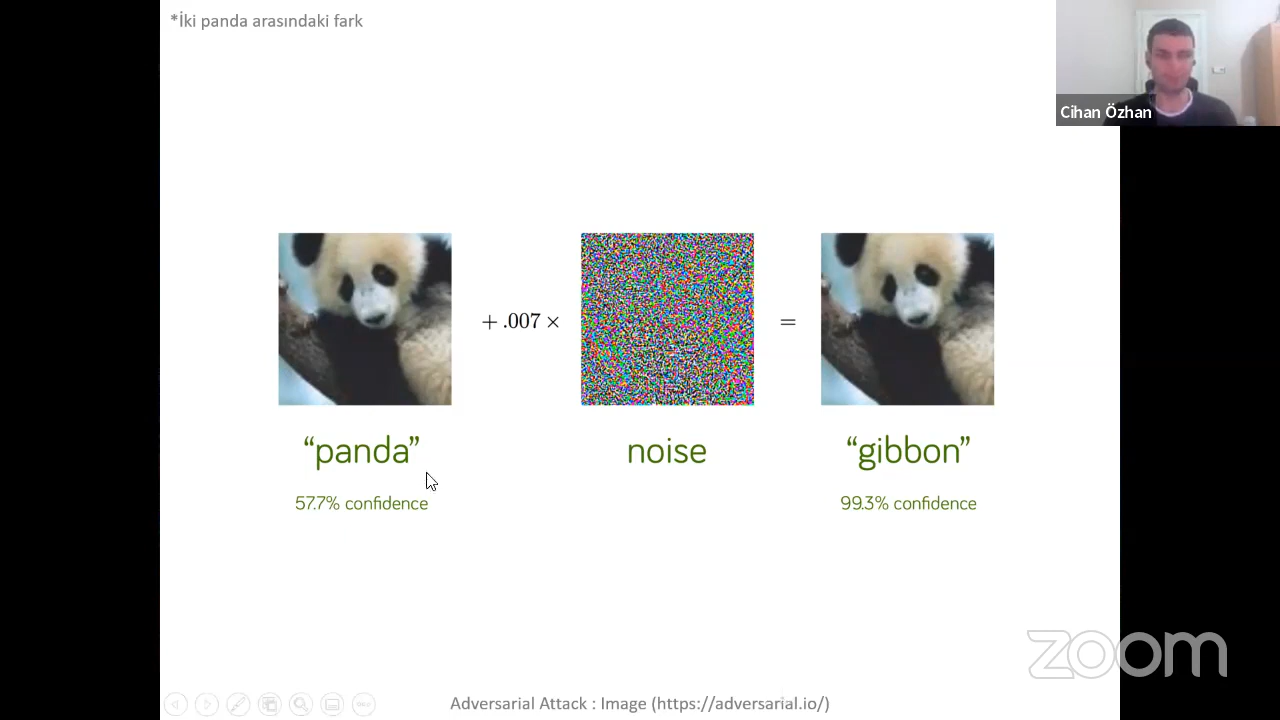 *İki panda arasındaki fark
Cihan Özhan
+ .007 ×
=
“panda”
noise
“gibbon”
57.7% confidence
99.3% confidence
zoom
Adversarial Attack : Image (https://adversarial.io/)